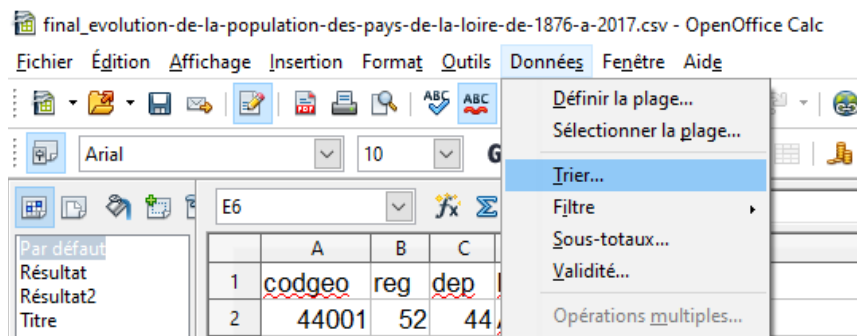 final_evolution-de-la-population-des-pays-de-la-loire-de-1876-a-2017.csv - OpenOffice Calc
Fichier Édition Affichage Insertion Format Outils Données Fenêtre Aide
ABC ABC
Arial 10 G
Définir la plage...
Sélectionner la plage...
Trier...
Filtre
Sous-totaux...
Validité...
Opérations multiples...
E6
Par défaut
Résultat
Résultat2
Titre
A B C
1 codgeo reg dep
2 44001 52 44